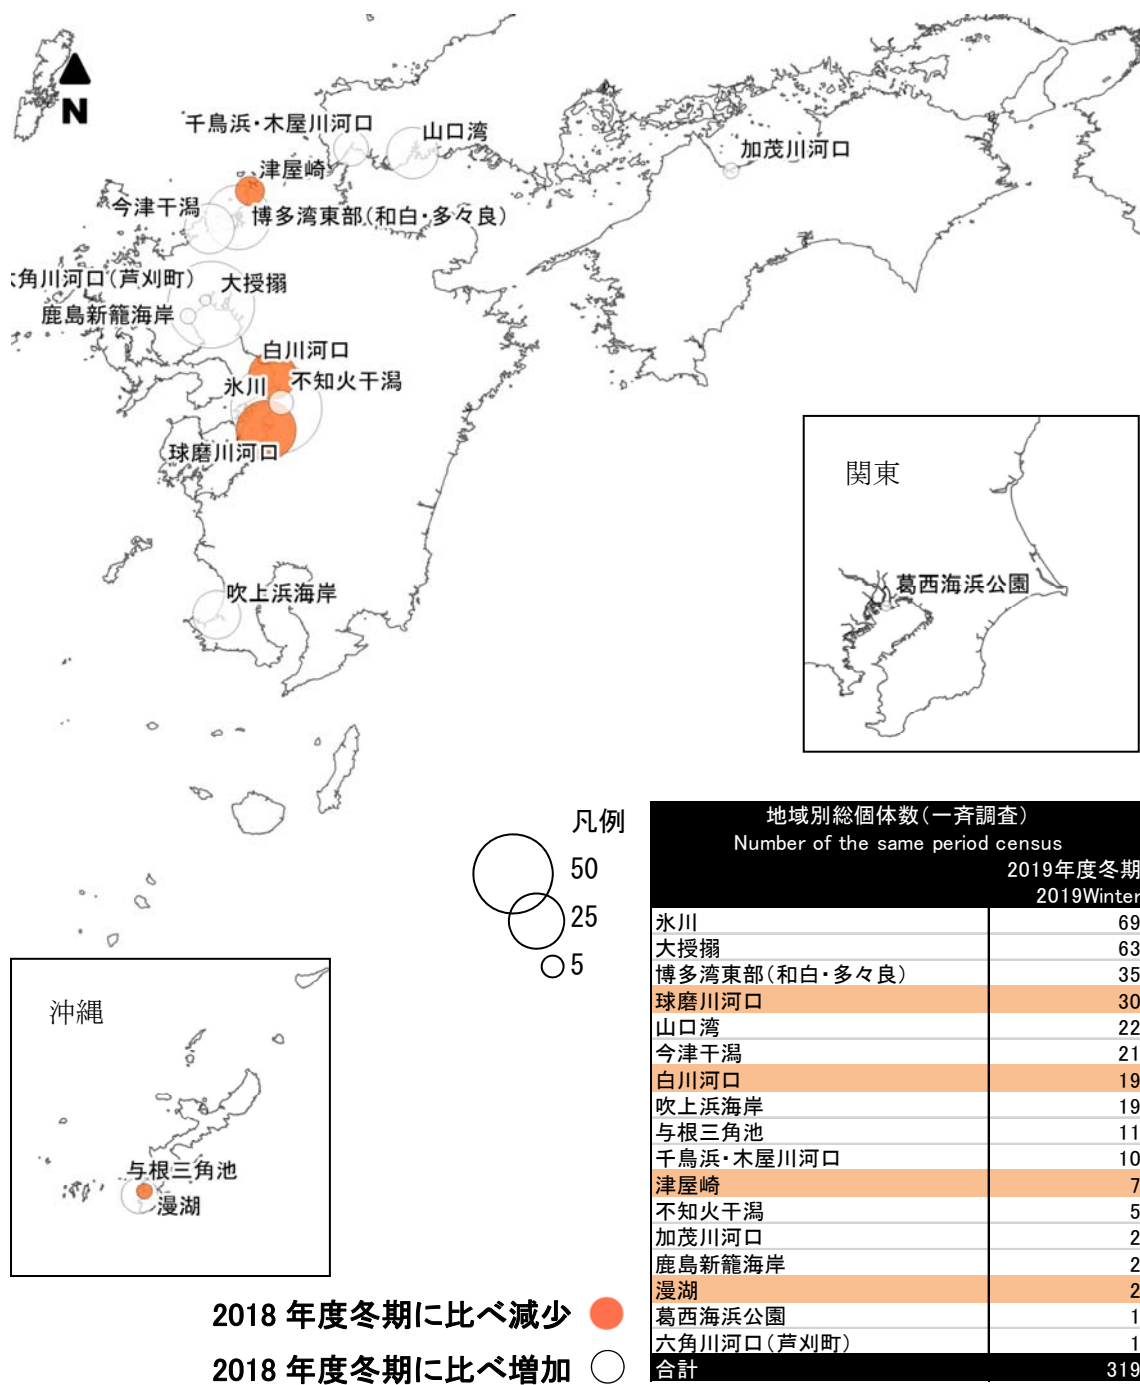 N
千鳥浜・木屋川河口
山口湾
加茂川河口
津屋崎
今津干潟
博多湾東部(和白・多々良)
角川河口(芦刈町)
大授搦
鹿島新籠海岸
白川河口
氷川
不知火干潟
球磨川河口
吹上浜海岸
関東
葛西海浜公園
凡例
50
25
5
沖縄
与根三角池
漫湖
2018 年度冬期に比べ減少
2018 年度冬期に比べ増加
地域別総個体数(一斉調査)
Number of the same period census
2019年度冬期
2019Winter
氷川 69
大授搦 63
博多湾東部(和白・多々良) 35
球磨川河口 30
山口湾 22
今津干潟 21
白川河口 19
吹上浜海岸 19
与根三角池 11
千鳥浜・木屋川河口 10
津屋崎 7
不知火干潟 5
加茂川河口 2
鹿島新籠海岸 2
漫湖 2
葛西海浜公園 1
六角川河口(芦刈町) 1
合計 319